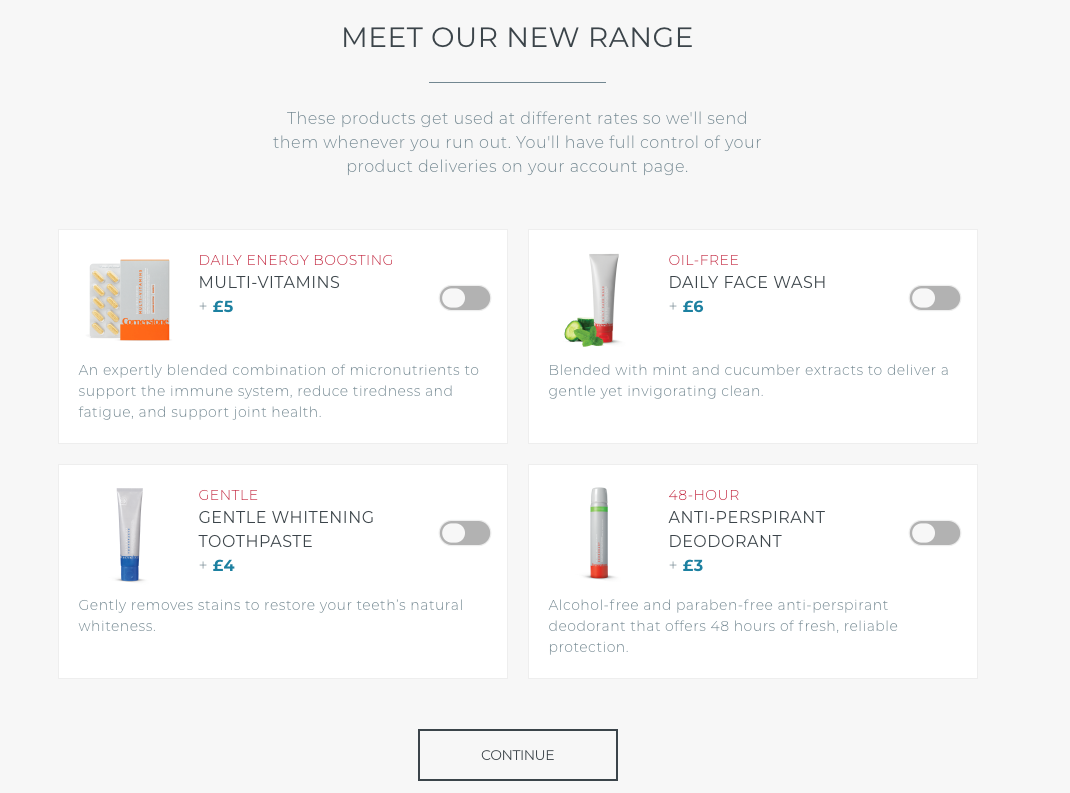 MEET OUR NEW RANGE
These products get used at different rates so we'll send
them whenever you run out. You'll have full control of your
product deliveries on your account page.
DAILY ENERGY BOOSTING
MULTI-VITAMINS
+ £5
MULTI-VITAMINS
Cornerstone
An expertly blended combination of micronutrients to
support the immune system, reduce tiredness and
fatigue, and support joint health.
OIL-FREE
DAILY FACE WASH
+ £6
Blended with mint and cucumber extracts to deliver a
gentle yet invigorating clean.
GENTLE
GENTLE WHITENING
TOOTHPASTE
+ £4
Gently removes stains to restore your teeth's natural
whiteness.
48-HOUR
ANTI-PERSPIRANT
DEODORANT
+ £3
Alcohol-free and paraben-free anti-perspirant
deodorant that offers 48 hours of fresh, reliable
protection.
CONTINUE